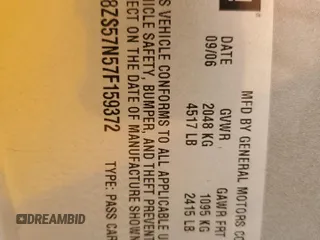 MFD BY GENERAL MOTORS CO
DATE GVWR GAWR FRT
09/06 2048 KG 1095 KG
4517 LB 2415 LB
S VEHICLE CONFORMS TO ALL APPLICABLE U
HICLE SAFETY, BUMPER, AND THEFT PREVENT
ECT ON THE DATE OF MANUFACTURE SHOWN
8ZS57N57F159372 TYPE: PASS CAR
DREAMBID